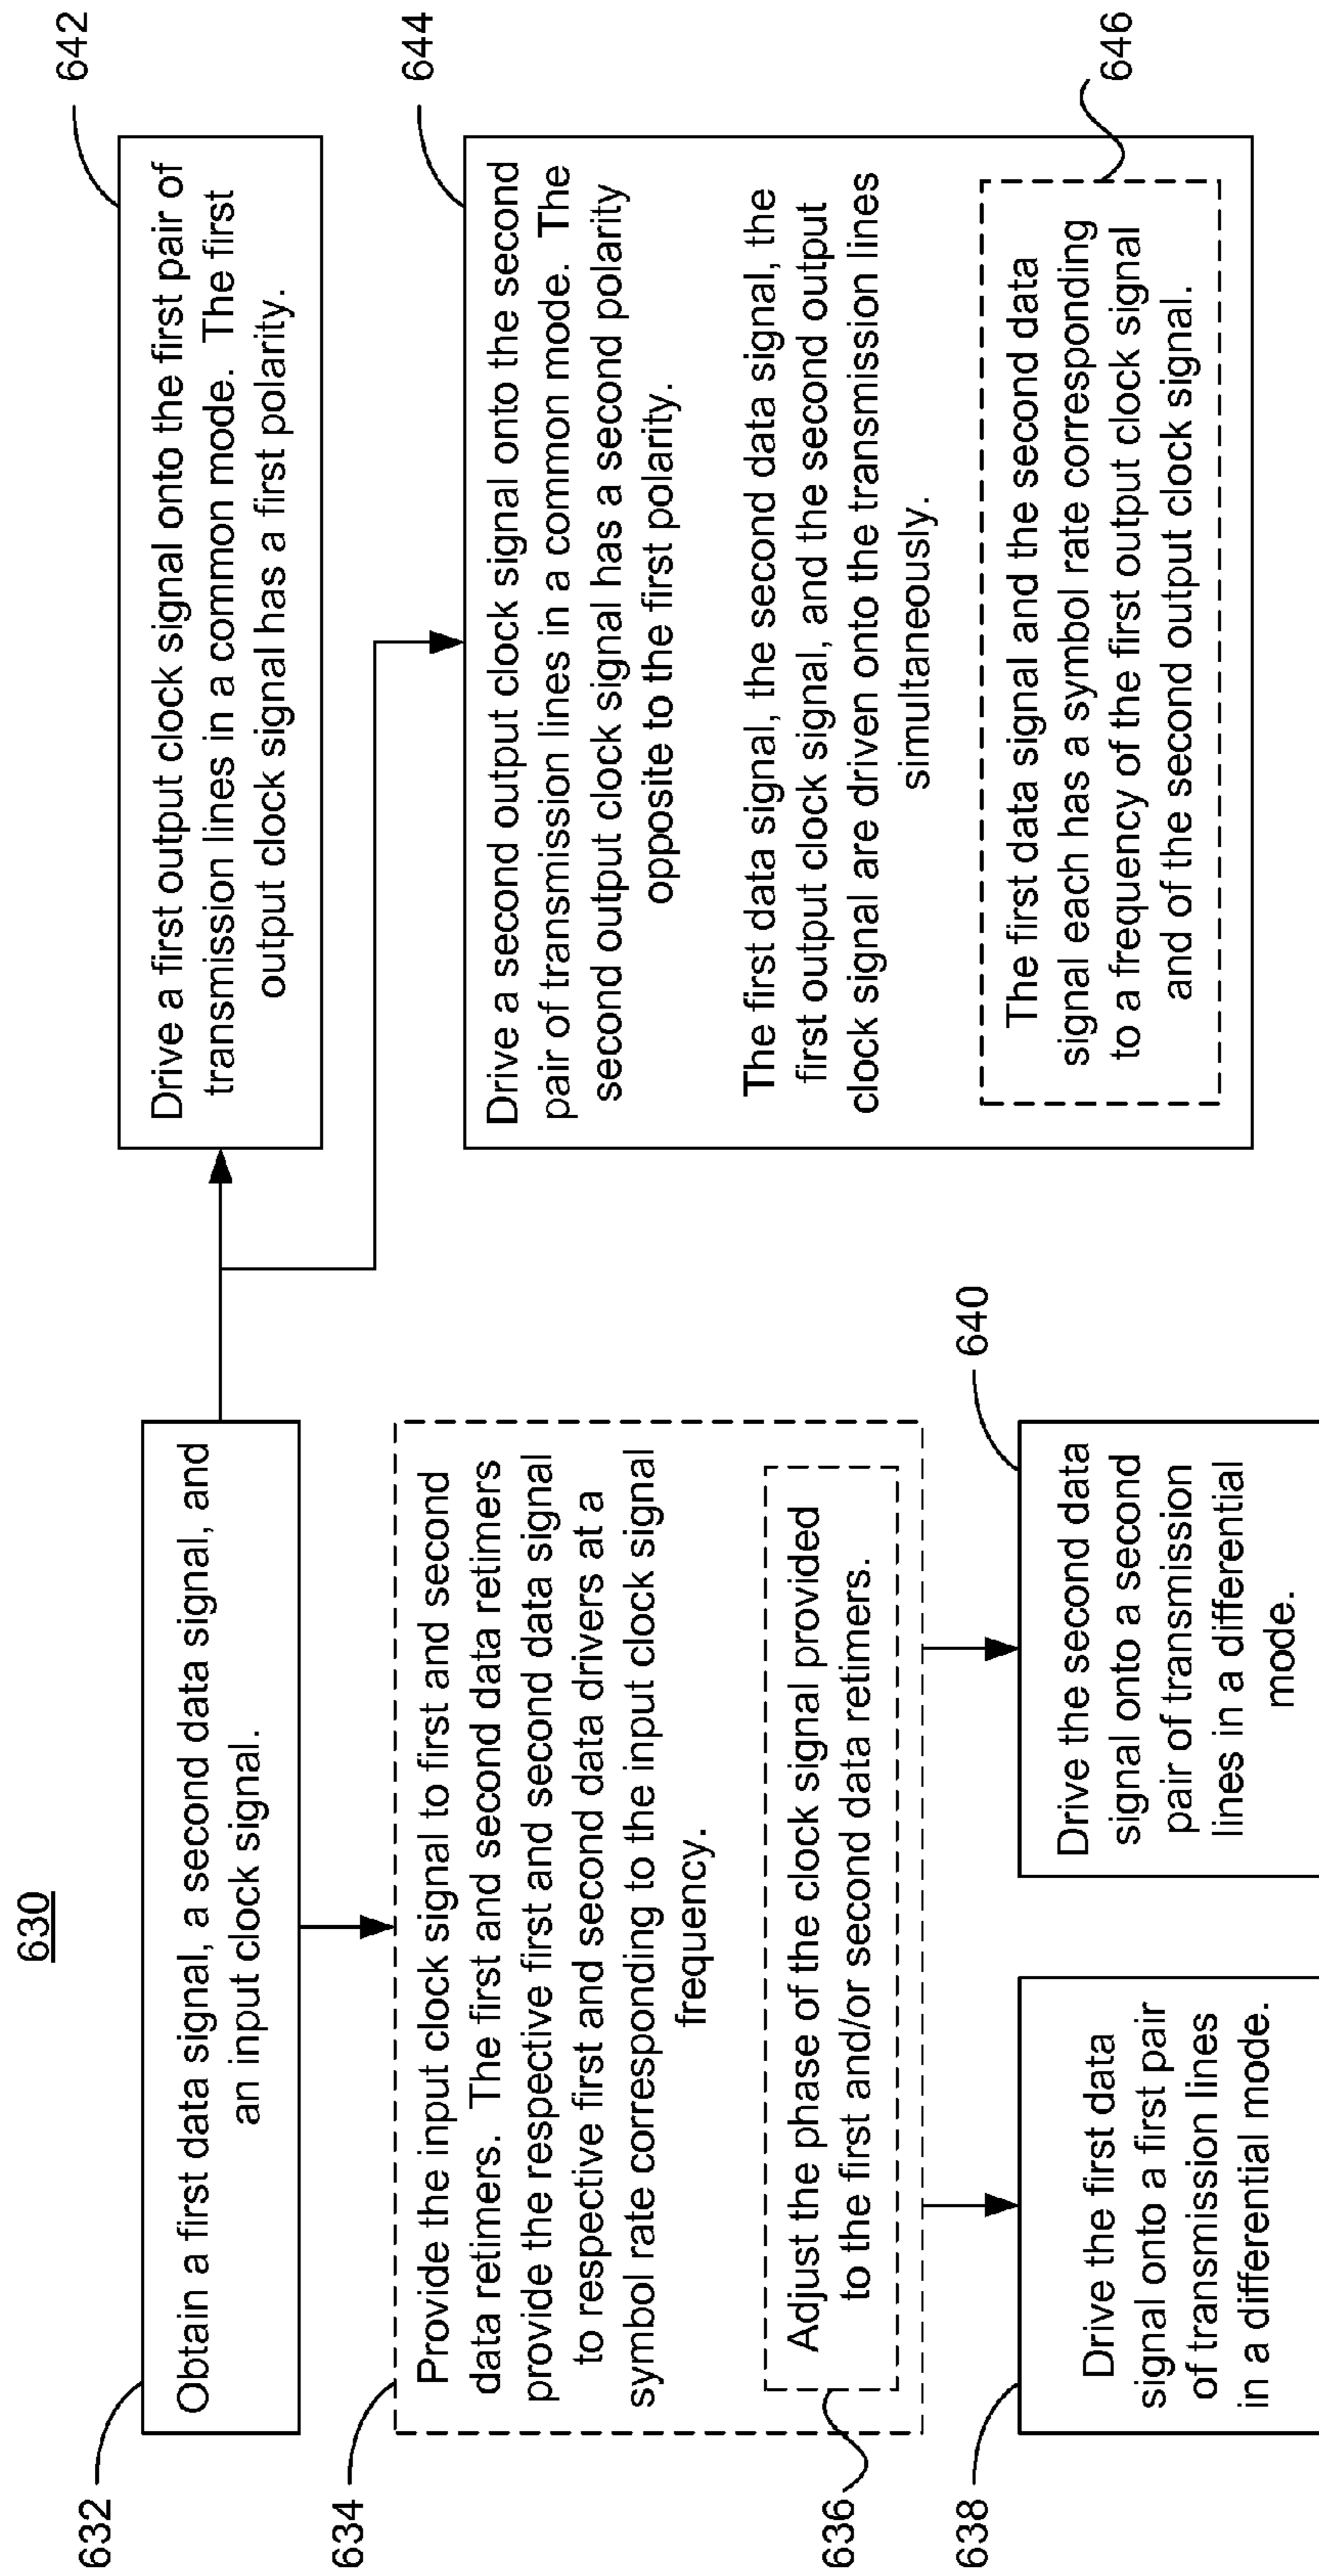 630
632
Obtain a first data signal, a second data signal, and
an input clock signal.
634
Provide the input clock signal to first and second
data retimers.  The first and second data retimers
provide the respective first and second data signal
to respective first and second data drivers at a
symbol rate corresponding to the input clock signal
frequency.
636
Adjust the phase of the clock signal provided
to the first and/or second data retimers.
638
Drive the first data
signal onto a first pair
of transmission lines
in a differential mode.
640
Drive the second data
signal onto a second
pair of transmission
lines in a differential
mode.
642
Drive a first output clock signal onto the first pair of
transmission lines in a common mode.  The first
output clock signal has a first polarity.
644
Drive a second output clock signal onto the second
pair of transmission lines in a common mode.  The
second output clock signal has a second polarity
opposite to the first polarity.
The first data signal, the second data signal, the
first output clock signal, and the second output
clock signal are driven onto the transmission lines
simultaneously.
646
The first data signal and the second data
signal each has a symbol rate corresponding
to a frequency of the first output clock signal
and of the second output clock signal.